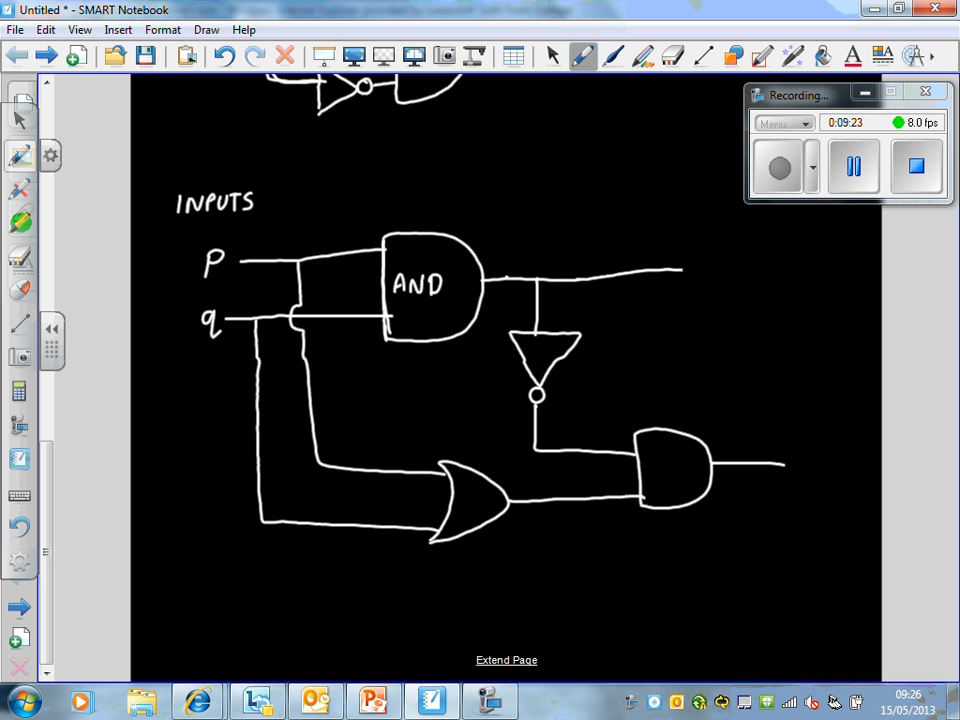 Untitled * - SMART Notebook
File Edit View Insert Format Draw Help
Recording...
Menu
0:09:23
8.0 fps
INPUTS
P
q
AND
Extend Page
09:26
15/05/2013